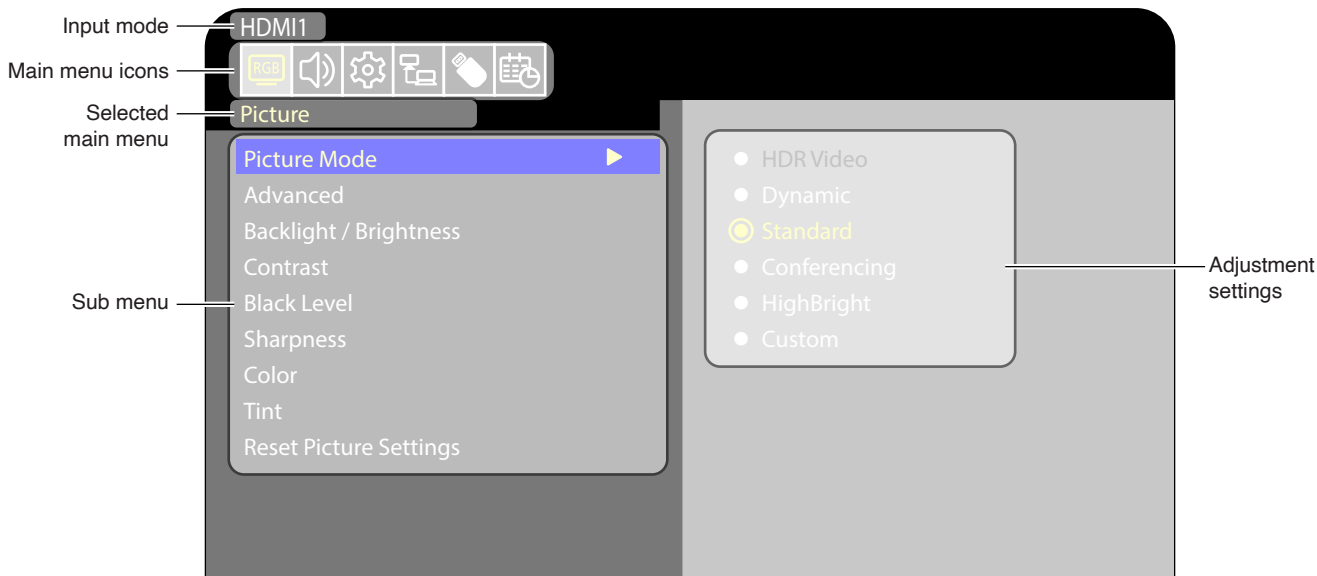 Input mode
HDMI1
Main menu icons
RGB
Selected
main menu
Picture
Picture Mode
Advanced
Backlight / Brightness
Contrast
Sub menu
Black Level
Sharpness
Color
Tint
Reset Picture Settings
HDR Video
Dynamic
Standard
Conferencing
HighBright
Custom
Adjustment
settings